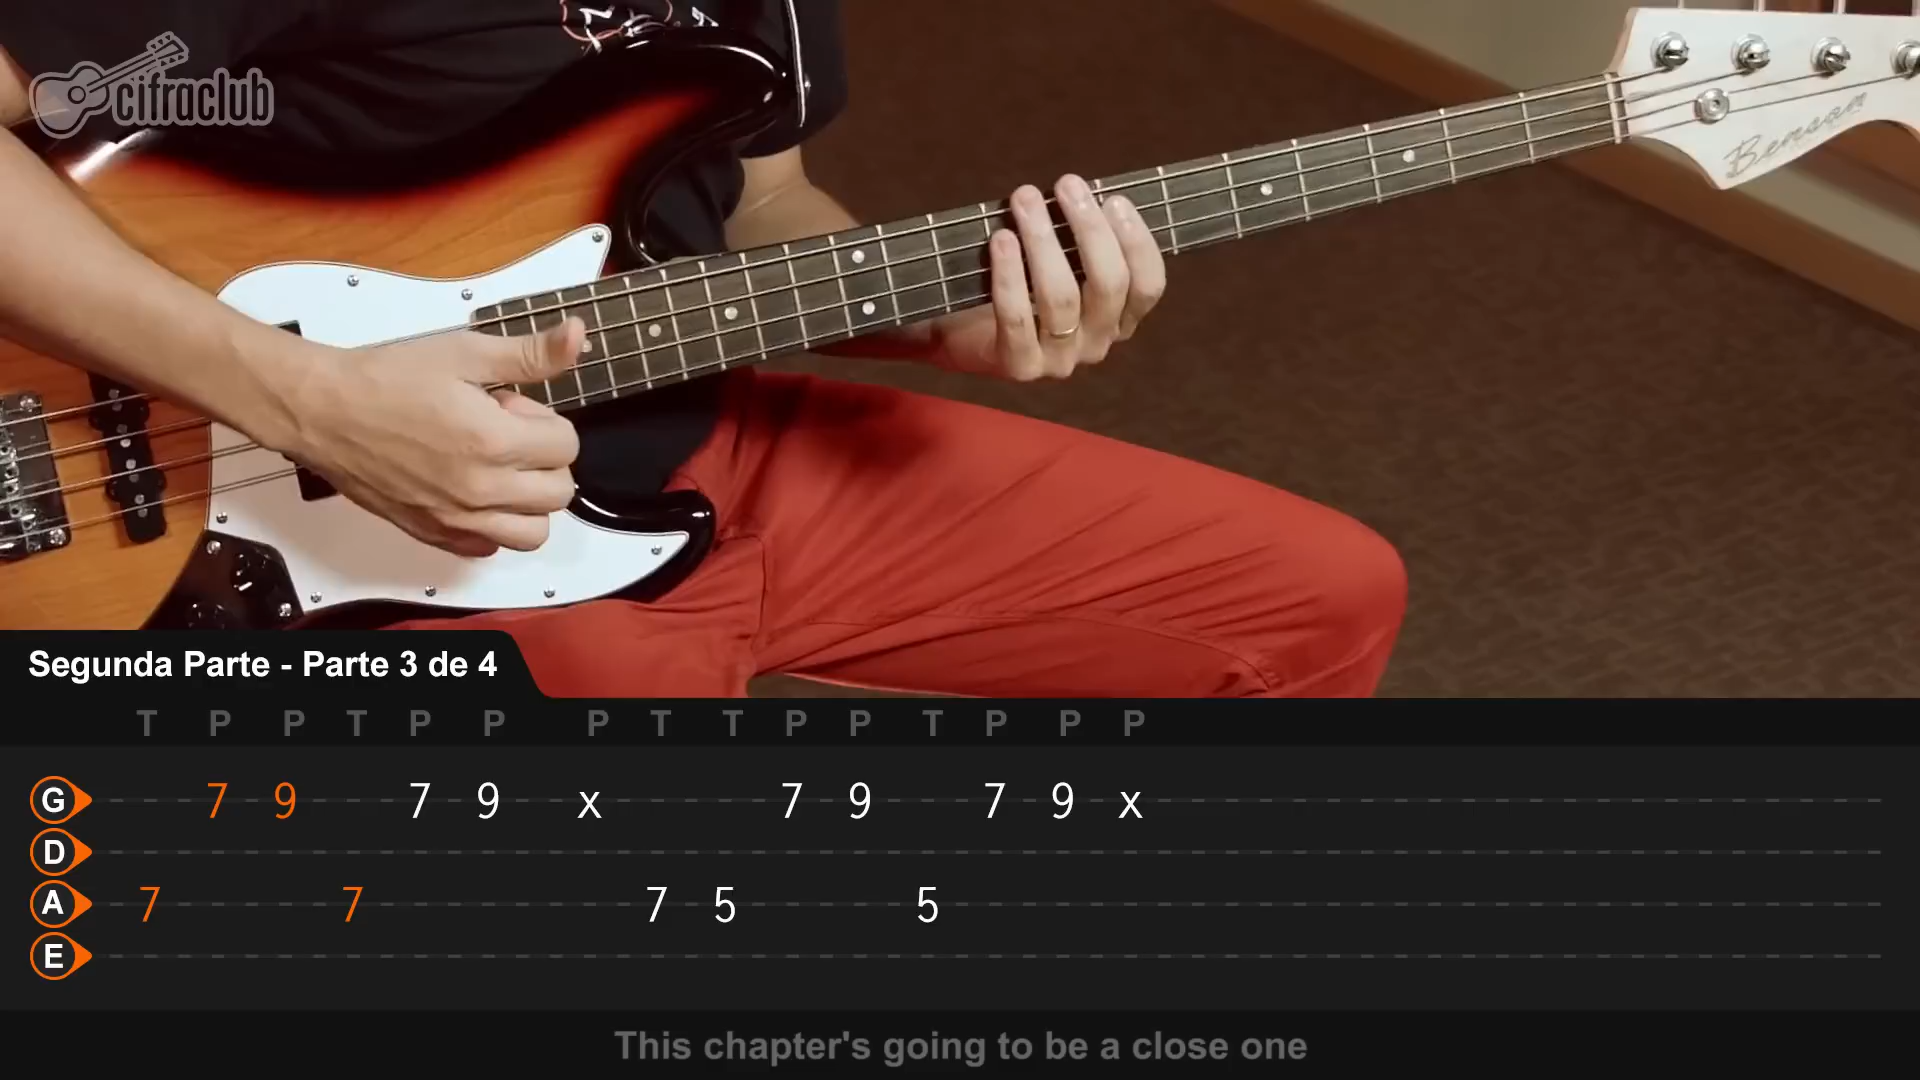 cifraclub
Benson
Segunda Parte - Parte 3 de 4
T P P T P P P T T P P T P P P
G 7 9 7 9 x 7 9 7 9 x
D
A 7 7 7 5 5
E
This chapter's going to be a close one